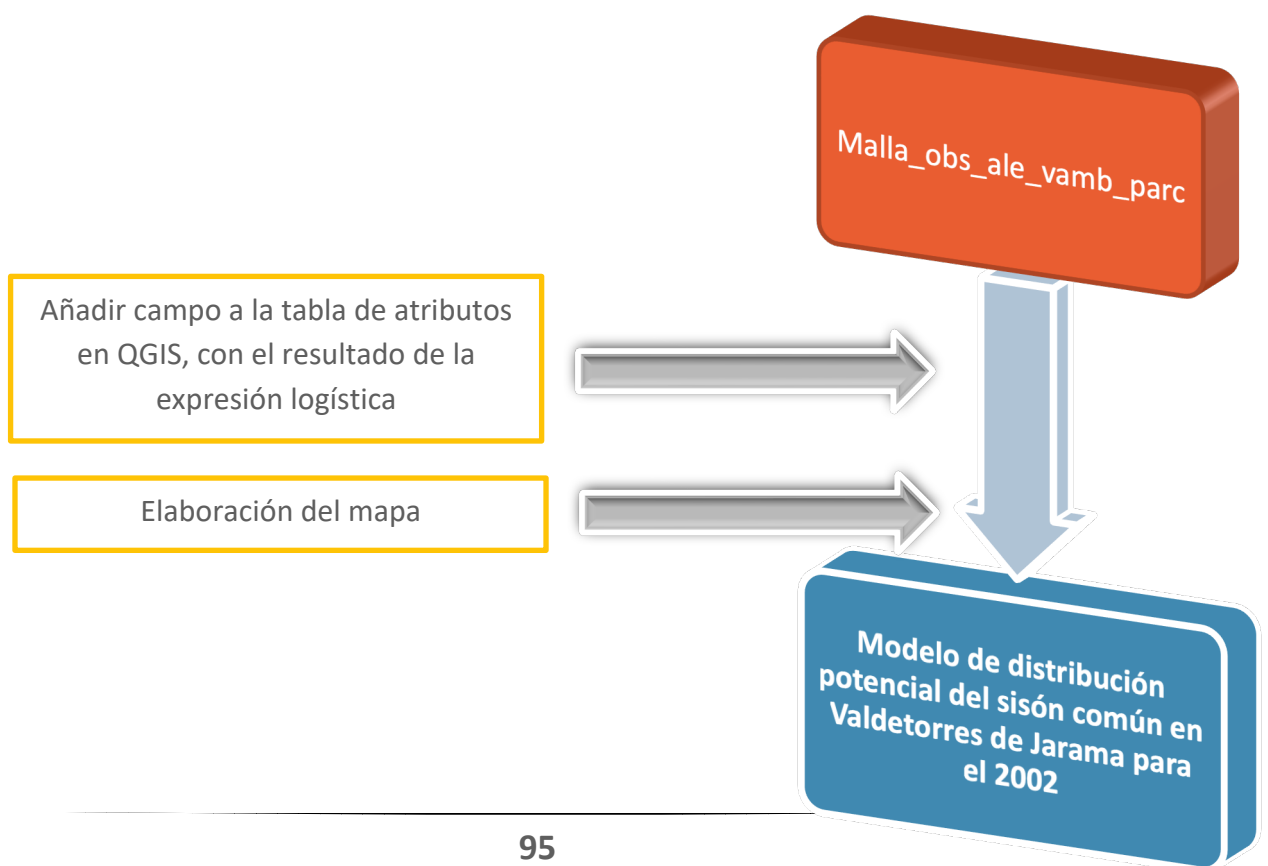 Malla_obs_ale_vamb_parc
Añadir campo a la tabla de atributos
en QGIS, con el resultado de la
expresión logística
Elaboración del mapa
Modelo de distribución
potencial del sisón común en
Valdetorres de Jarama para
el 2002
95